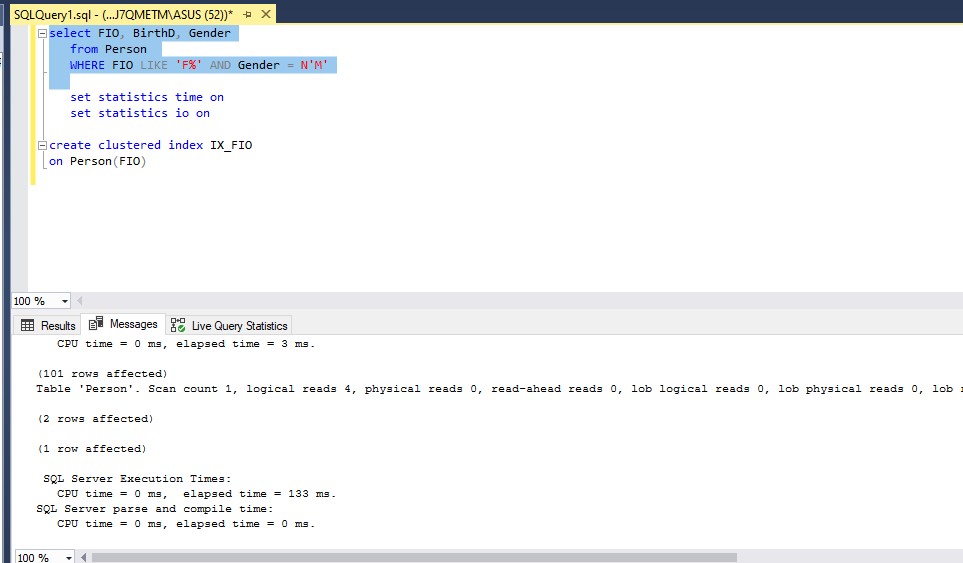 SQLQuery1.sql - (...J7QMETM\ASUS (52))*
select FIO, BirthD, Gender
from Person
WHERE FIO LIKE 'F%' AND Gender = N'M'
set statistics time on
set statistics io on
create clustered index IX_FIO
on Person(FIO)
100 %
Results Messages Live Query Statistics
CPU time = 0 ms, elapsed time = 3 ms.
(101 rows affected)
Table 'Person'. Scan count 1, logical reads 4, physical reads 0, read-ahead reads 0, lob logical reads 0, lob physical reads 0, lob
(2 rows affected)
(1 row affected)
SQL Server Execution Times:
CPU time = 0 ms, elapsed time = 133 ms.
SQL Server parse and compile time:
CPU time = 0 ms, elapsed time = 0 ms.
100 %